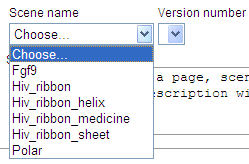 Scene name Version number
Choose...
Choose...
Fgf9
Hiv_ribbon
Hiv_ribbon_helix
Hiv_ribbon_medicine
Hiv_ribbon_sheet
Polar
a page, scen
scription wi